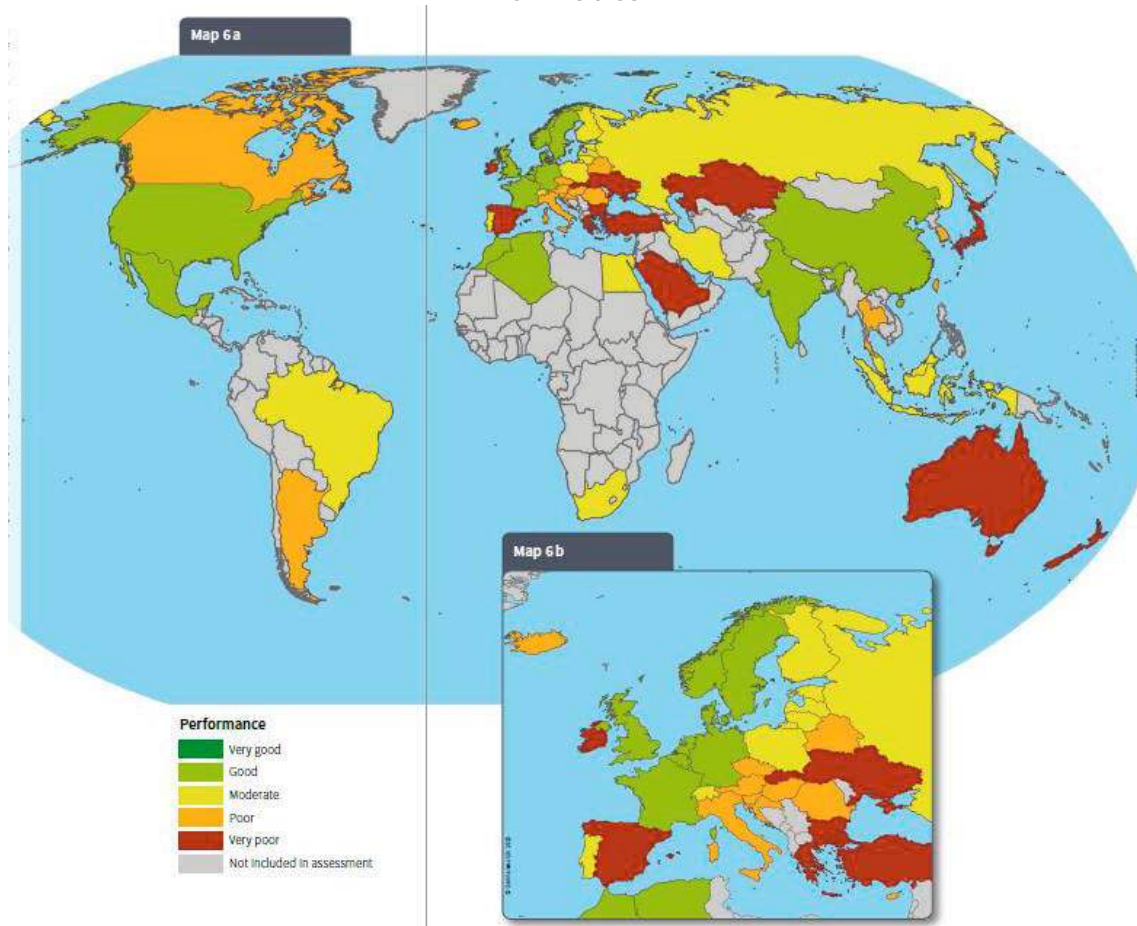 Map 6a
Map 6b
Performance
Very good
Good
Moderate
Poor
Very poor
Not included in assessment